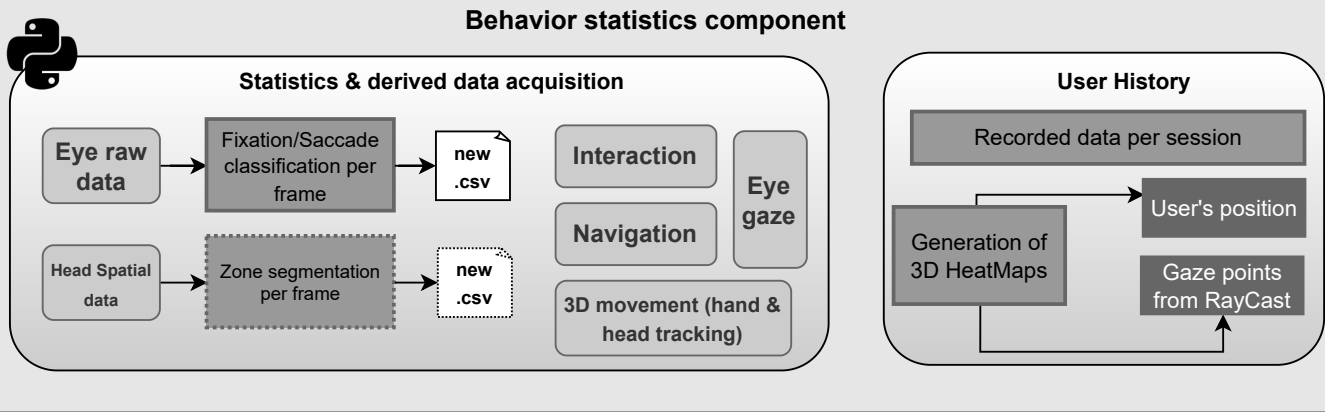 Behavior statistics component
Statistics & derived data acquisition
Eye raw
data
Fixation/Saccade
classification per
frame
new
.csv
Head Spatial
data
Zone segmentation
per frame
new
.csv
Interaction
Navigation
Eye
gaze
3D movement (hand &
head tracking)
User History
Recorded data per session
Generation of
3D HeatMaps
User's position
Gaze points
from RayCast